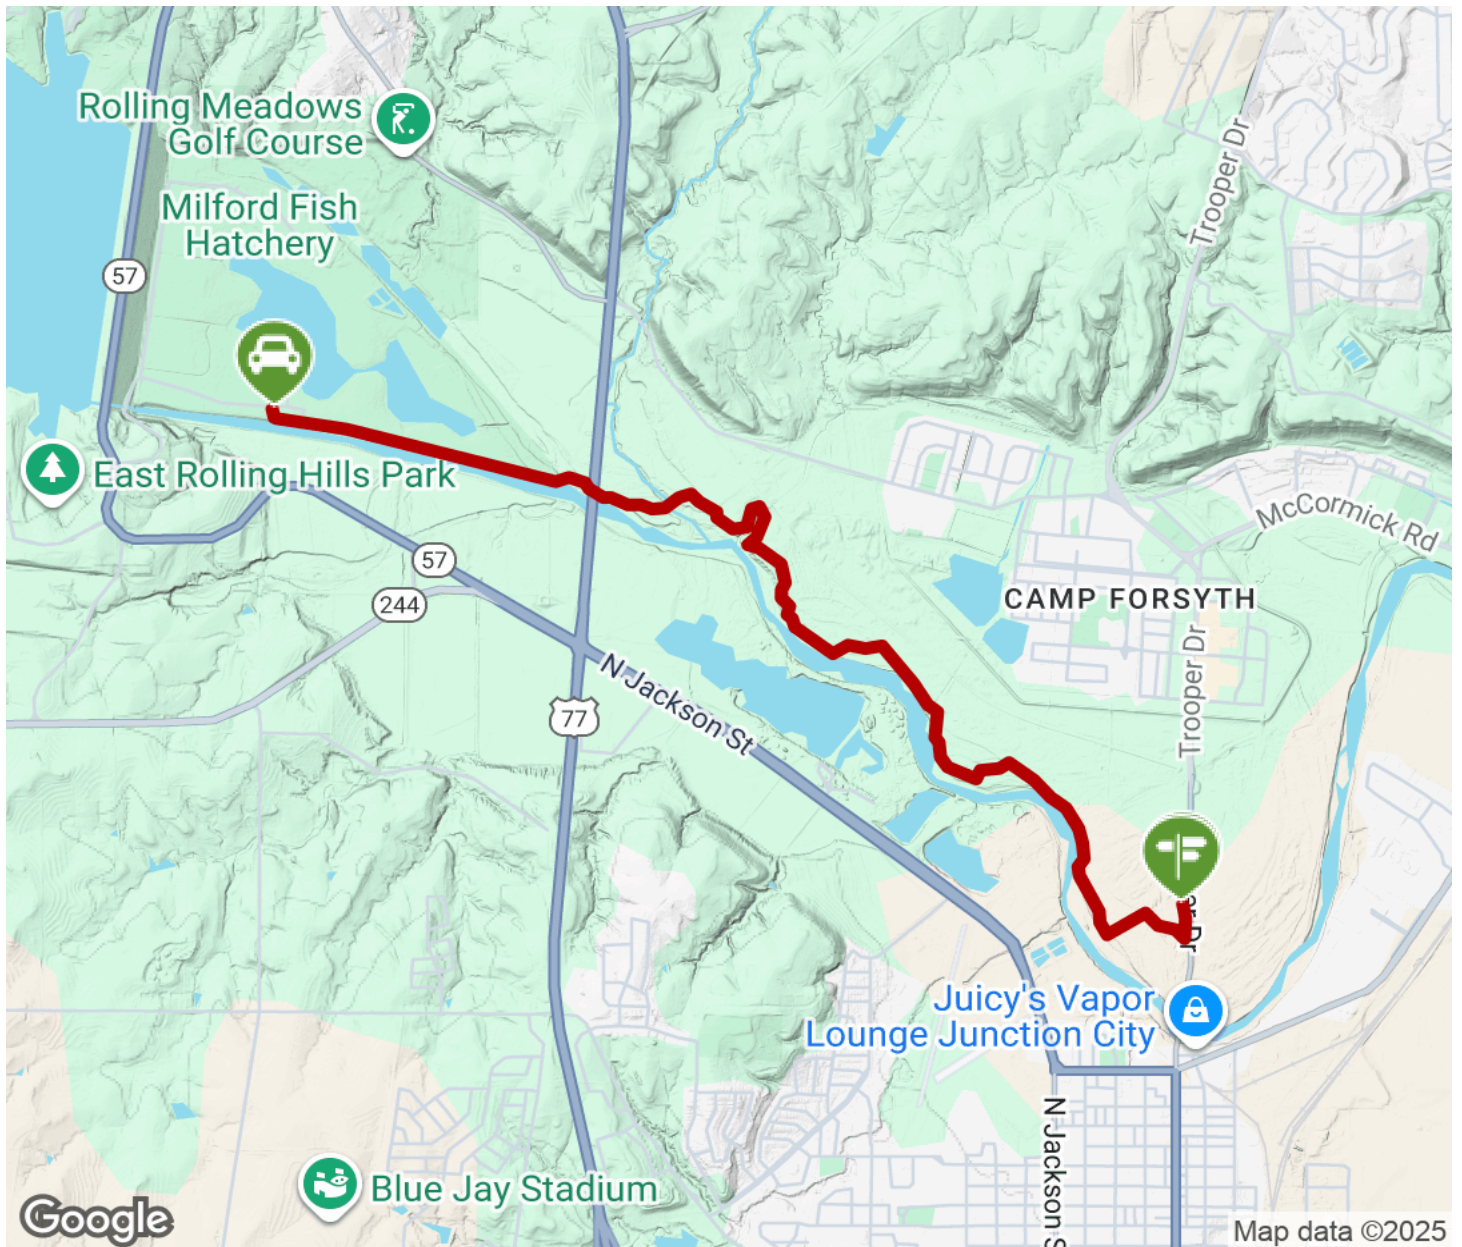 Rolling Meadows
Golf Course
Milford Fish
Hatchery
57
Trooper Dr
East Rolling Hills Park
McCormick Rd
57
244
CAMP FORSYTH
N Jackson St
77
Trooper Dr
er Dr
Juicy's Vapor
Lounge Junction City
N Jackson S
Blue Jay Stadium
Google
Map data ©2025